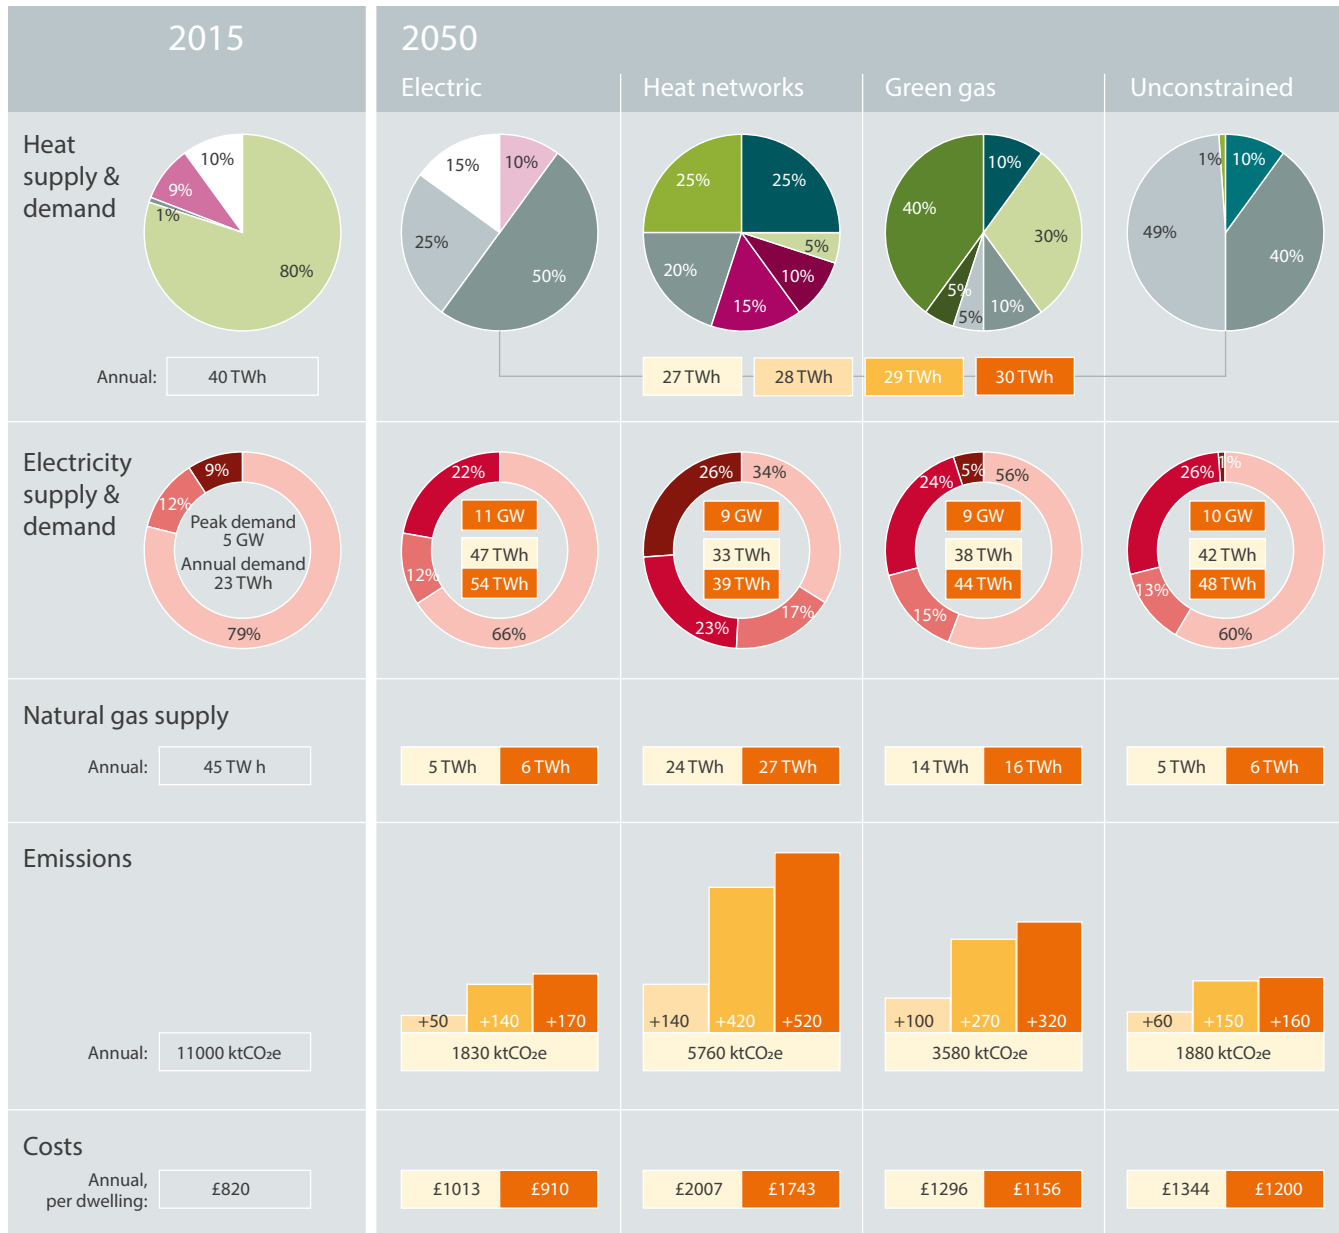 2015
2050
Electric
Heat networks
Green gas
Unconstrained
Heat
supply &
demand
10%
9%
1%
80%
15%
10%
25%
50%
25%
25%
5%
20%
10%
15%
10%
40%
30%
5%
5%
10%
1%
10%
49%
40%
Annual:
40 TWh
27 TWh
28 TWh
29 TWh
30 TWh
Electricity
supply &
demand
9%
12%
Peak demand
5 GW
Annual demand
23 TWh
79%
22%
11 GW
47 TWh
54 TWh
12%
66%
26%
34%
9 GW
33 TWh
39 TWh
17%
23%
24%
5%
56%
9 GW
38 TWh
44 TWh
15%
26%
1%
10 GW
42 TWh
48 TWh
13%
60%
Natural gas supply
Annual:
45 TW h
5 TWh
6 TWh
24 TWh
27 TWh
14 TWh
16 TWh
5 TWh
6 TWh
Emissions
+50
+140
+170
+140
+420
+520
+100
+270
+320
+60
+150
+160
Annual:
11000 ktCO₂e
1830 ktCO₂e
5760 ktCO₂e
3580 ktCO₂e
1880 ktCO₂e
Costs
Annual,
per dwelling:
£820
£1013
£910
£2007
£1743
£1296
£1156
£1344
£1200